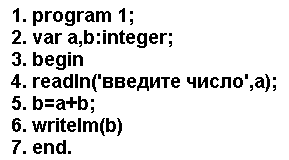 1. program 1;
2. var a,b:integer;
3. begin
4. readln('введите число',a);
5. b=a+b;
6. writelm(b)
7. end.